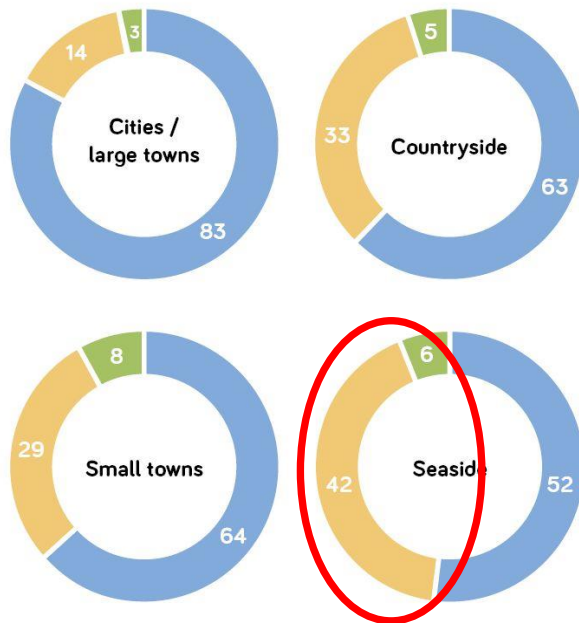 3
14
Cities /
large towns
83
5
33
Countryside
63
8
29
Small towns
64
6
42
Seaside
52